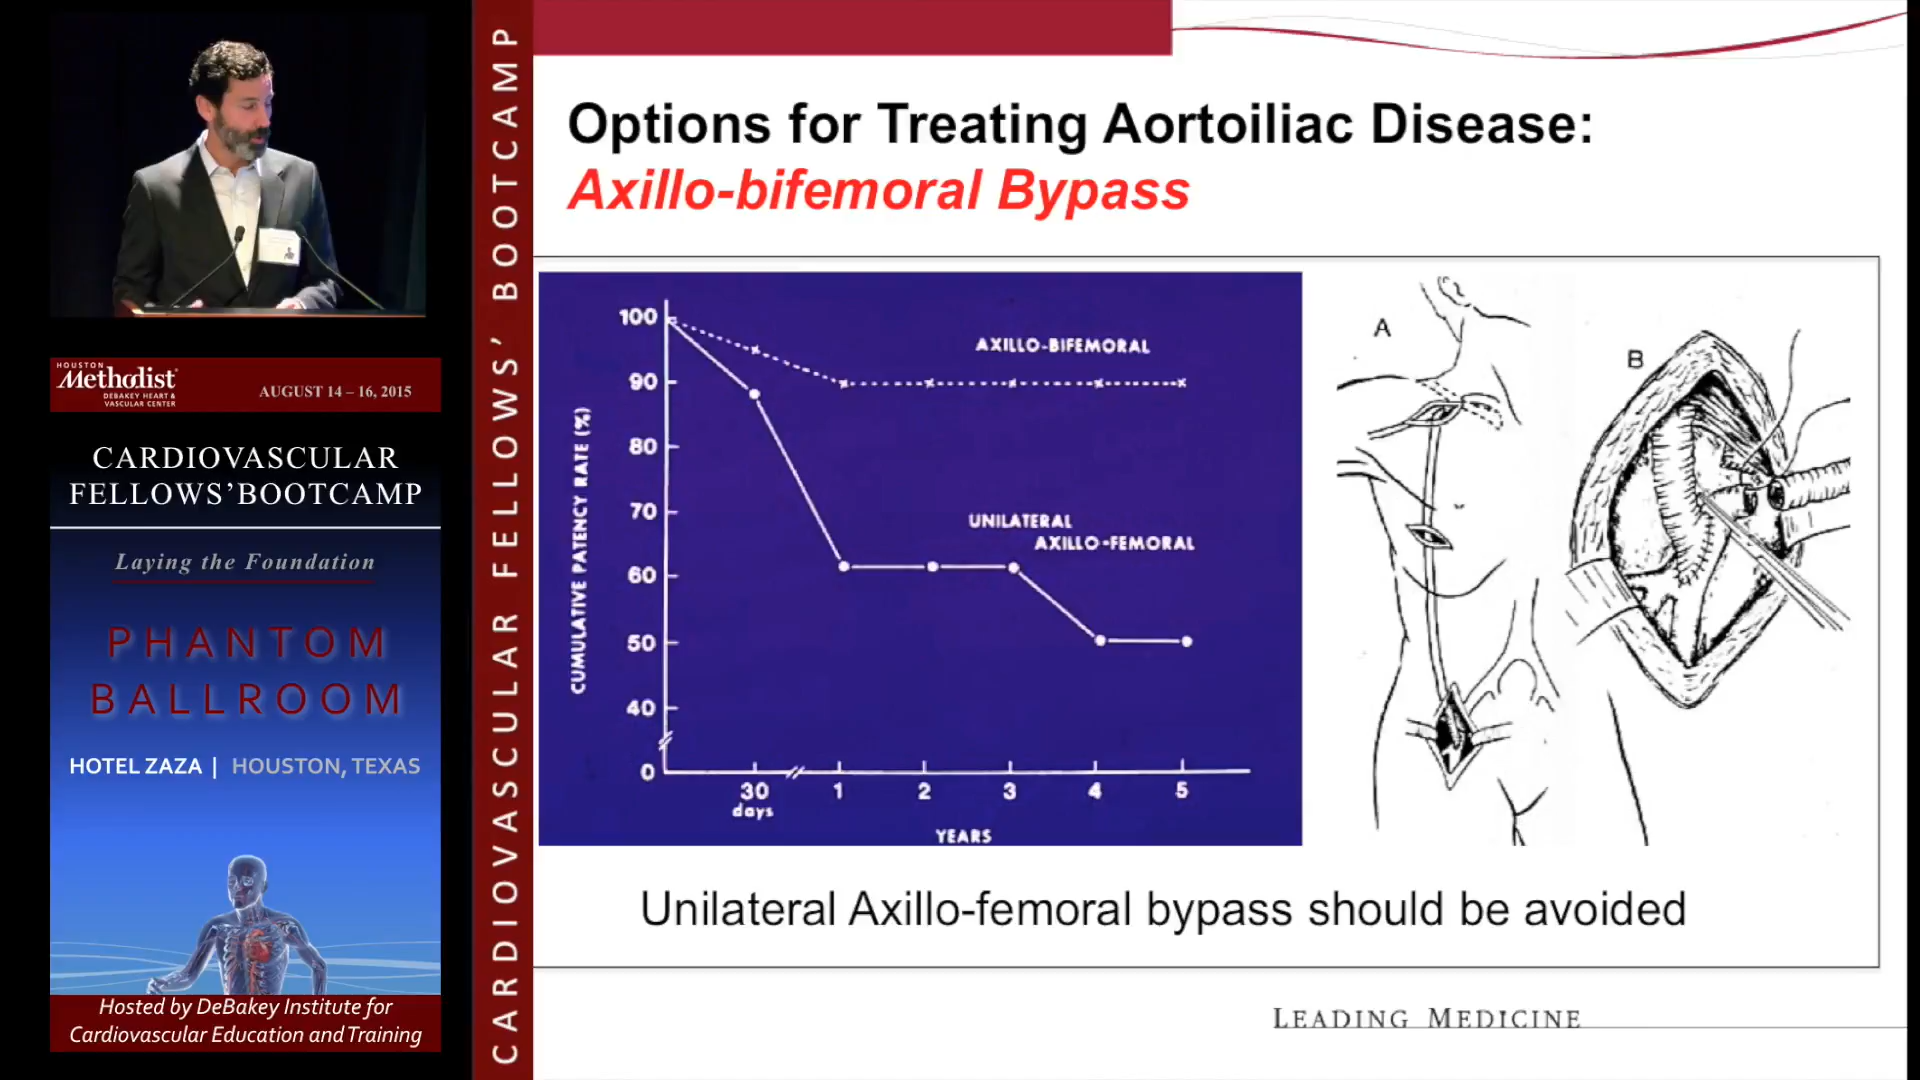 HOUSTON
Methodist
DEBAKEY HEART &
VASCULAR CENTER
AUGUST 14 – 16, 2015
CARDIOVASCULAR
FELLOWS’BOOTCAMP
Laying the Foundation
PHANTOM
BALLROOM
HOTEL ZAZA | HOUSTON, TEXAS
Hosted by DeBakey Institute for
Cardiovascular Education and Training
CARDIOVASCULAR FELLOWS’ BOOTCAMP
Options for Treating Aortoiliac Disease:
Axillo-bifemoral Bypass
CUMULATIVE PATENCY RATE (%)
100
90
80
70
60
50
40
0
AXILLO-BIFEMORAL
UNILATERAL
AXILLO-FEMORAL
30 1 2 3 4 5
days
YEARS
A
B
Unilateral Axillo-femoral bypass should be avoided
LEADING MEDICINE